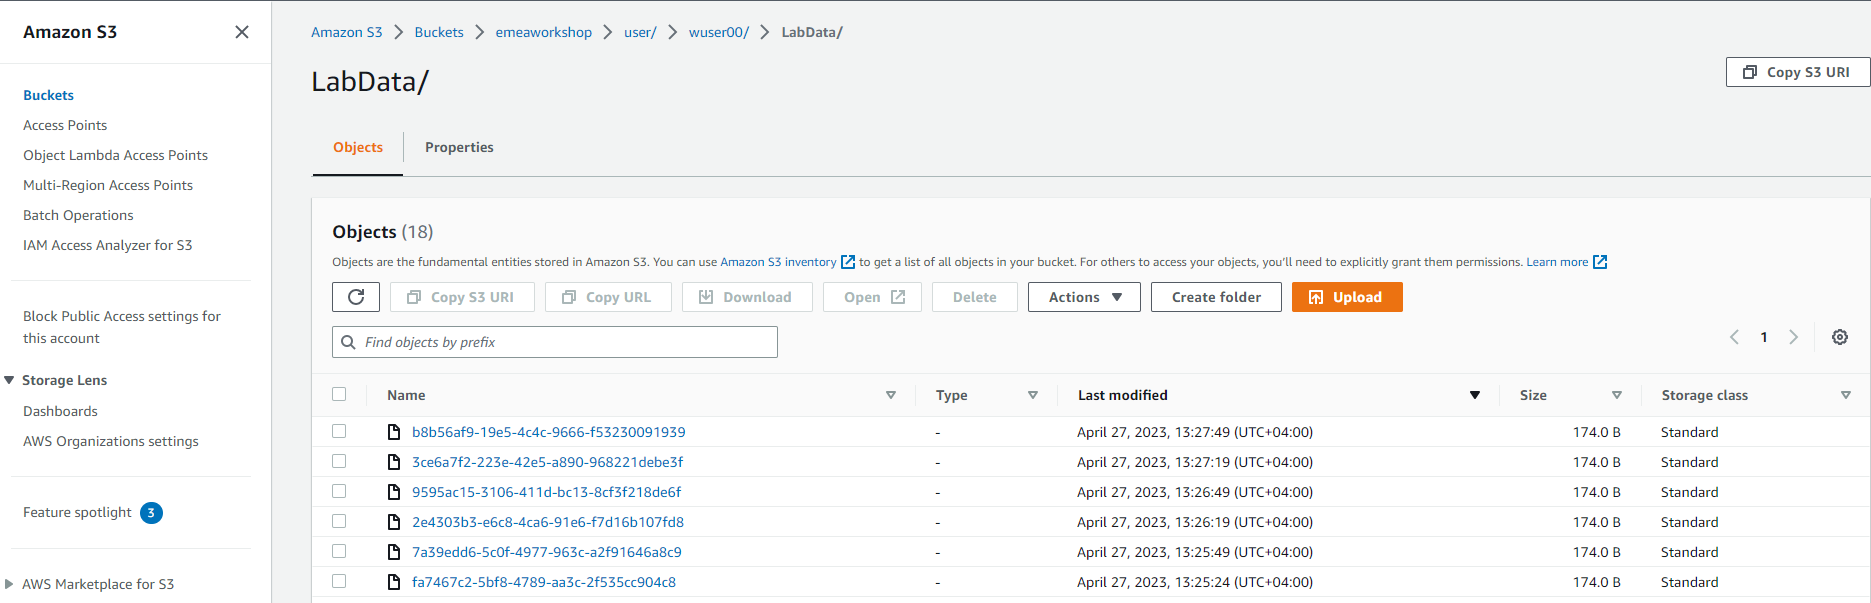 Amazon S3
Buckets
Access Points
Object Lambda Access Points
Multi-Region Access Points
Batch Operations
IAM Access Analyzer for S3
Block Public Access settings for
this account
Storage Lens
Dashboards
AWS Organizations settings
Feature spotlight 3
AWS Marketplace for S3
Amazon S3 Buckets emeaworkshop user/ wuser00/ LabData/
LabData/
Copy S3 URI
Objects Properties
Objects (18)
Objects are the fundamental entities stored in Amazon S3. You can use Amazon S3 inventory to get a list of all objects in your bucket. For others to access your objects, you'll need to explicitly grant them permissions. Learn more
Copy S3 URI Copy URL Download Open Delete Actions Create folder Upload
Find objects by prefix
1
Name Type Last modified Size Storage class
b8b56af9-19e5-4c4c-9666-f53230091939 - April 27, 2023, 13:27:49 (UTC+04:00) 174.0 B Standard
3ce6a7f2-223e-42e5-a890-968221debe3f - April 27, 2023, 13:27:19 (UTC+04:00) 174.0 B Standard
9595ac15-3106-411d-bc13-8cf3f218de6f - April 27, 2023, 13:26:49 (UTC+04:00) 174.0 B Standard
2e4303b3-e6c8-4ca6-91e6-f7d16b107fd8 - April 27, 2023, 13:26:19 (UTC+04:00) 174.0 B Standard
7a39edd6-5c0f-4977-963c-a2f91646a8c9 - April 27, 2023, 13:25:49 (UTC+04:00) 174.0 B Standard
fa7467c2-5bf8-4789-aa3c-2f535cc904c8 - April 27, 2023, 13:25:24 (UTC+04:00) 174.0 B Standard